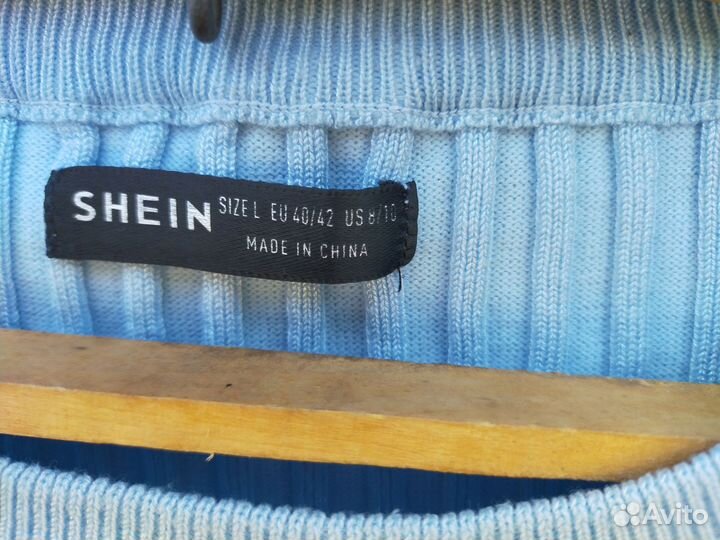 SHEIN SIZE L EU 40/42 US 8/10
MADE IN CHINA
Avito